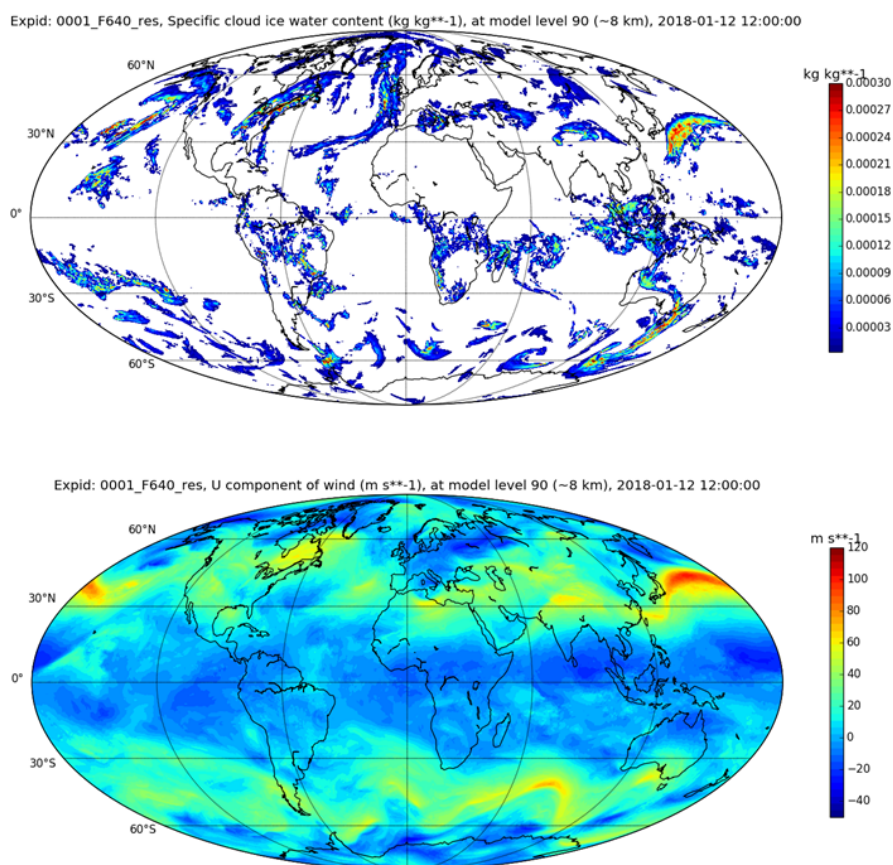 Expid: 0001_F640_res, Specific cloud ice water content (kg kg**-1), at model level 90 (~8 km), 2018-01-12 12:00:00
kg kg**-1
60°N
30°N
0°
30°S
60°S
0.00030
0.00027
0.00024
0.00021
0.00018
0.00015
0.00012
0.00009
0.00006
0.00003
Expid: 0001_F640_res, U component of wind (m s**-1), at model level 90 (~8 km), 2018-01-12 12:00:00
m s**-1
60°N
30°N
0°
30°S
60°S
120
100
80
60
40
20
0
−20
−40